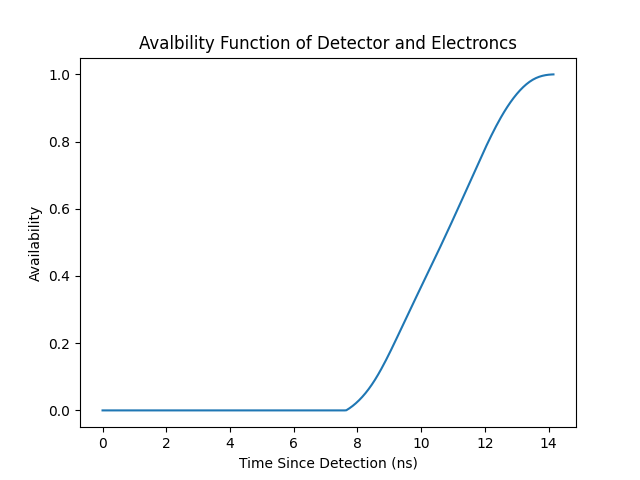 Avalbility Function of Detector and Electroncs
1.0
0.8
0.6
0.4
0.2
0.0
Availability
0 2 4 6 8 10 12 14
Time Since Detection (ns)